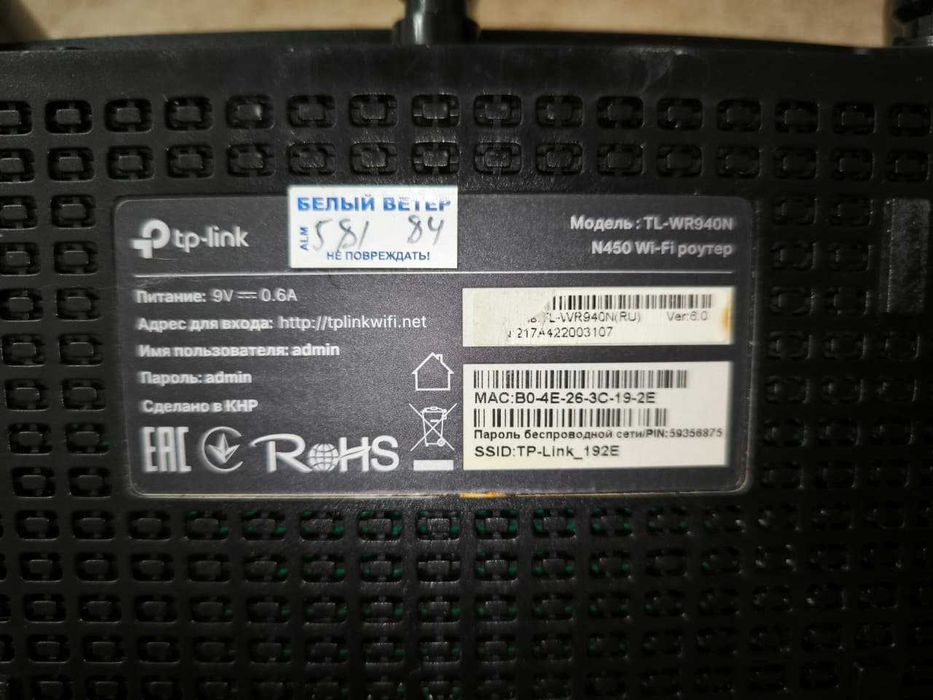 БЕЛЫЙ ВЕТЕР
ALM 581 84
НЕ ПОВРЕЖДАТЬ!
tp-link
Модель : TL-WR940N
N450 Wi-Fi роутер
Питание: 9V 0.6A
Адрес для входа: http://tplinkwifi.net
Имя пользователя: admin
Пароль: admin
Сделано в КНР
TL-WR940N(RU) Ver:6.0
217A422003107
MAC:B0-4E-26-3C-19-2E
Пароль беспроводной сети/PIN:59356875
SSID:TP-Link_192E
EAC RoHS